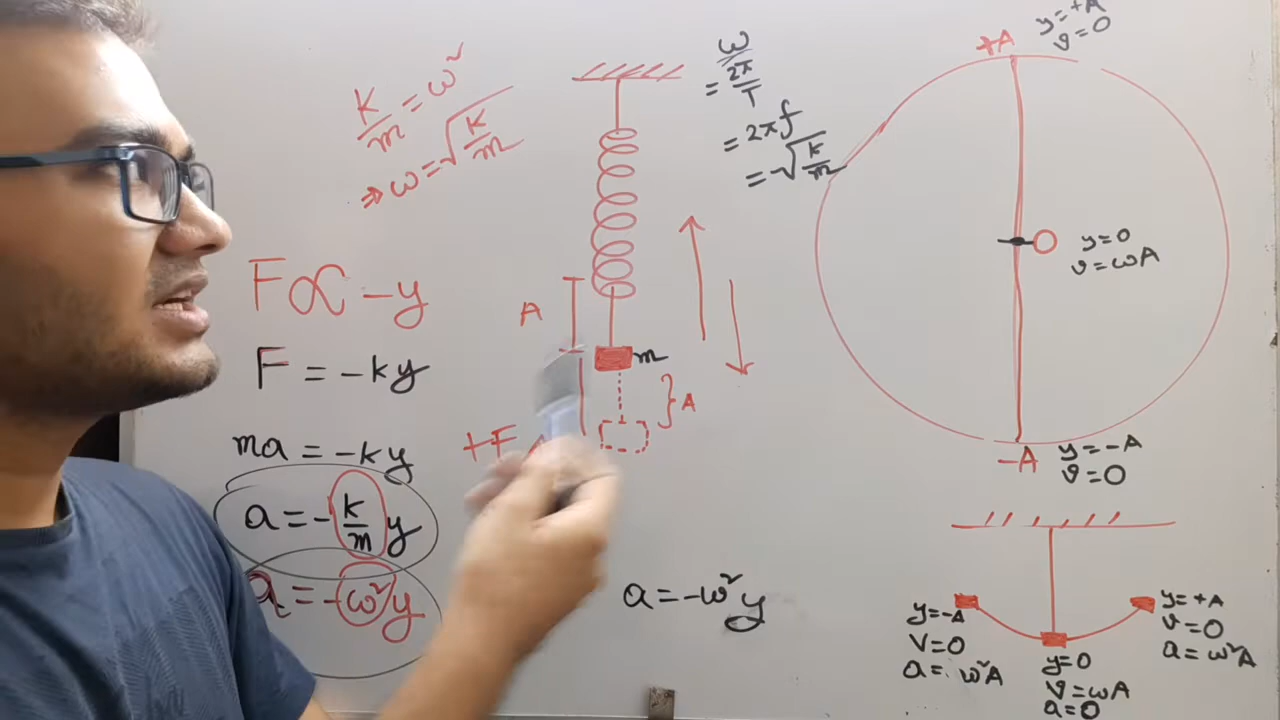 K/m = ω²
⇒ ω = √K/m
F ∝ -y
F = -ky
ma = -ky
a = -k/m y
a = -ω²y
A
m
A
+F
a = -ω²y
ω
= 2π/T
= 2πf
= √k/m
+A
y=+A
v=0
O
y=0
v=ωA
-A
y=-A
v=0
y=-A
V=0
a= ω²A
y=0
v=ωA
a=0
y=+A
v=0
a=ω²A